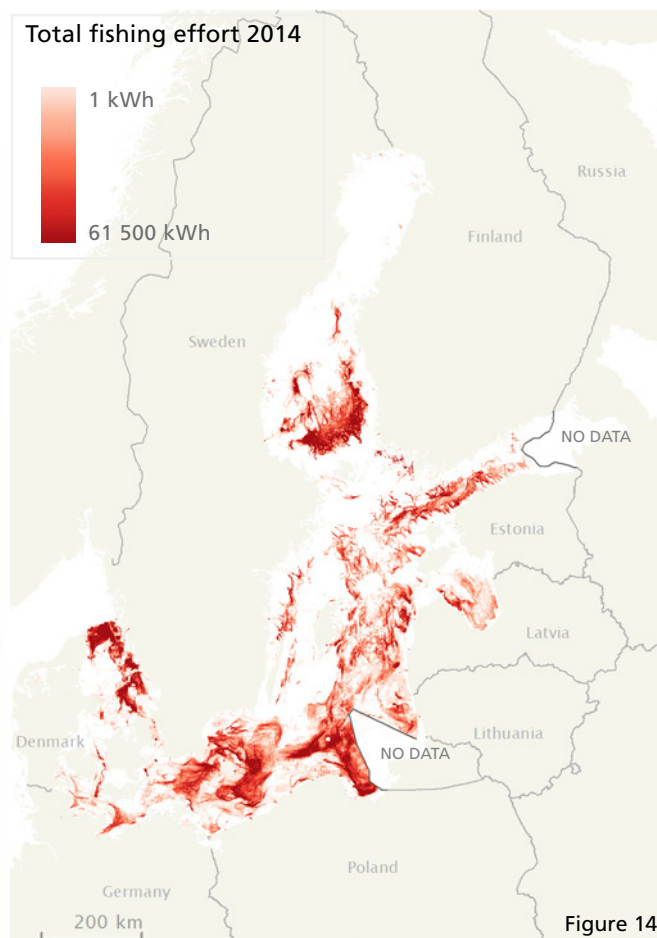 Total fishing effort 2014
1 kWh
61 500 kWh
Russia
Finland
Sweden
NO DATA
Estonia
Latvia
Lithuania
Denmark
NO DATA
Poland
Germany
200 km
Figure 14